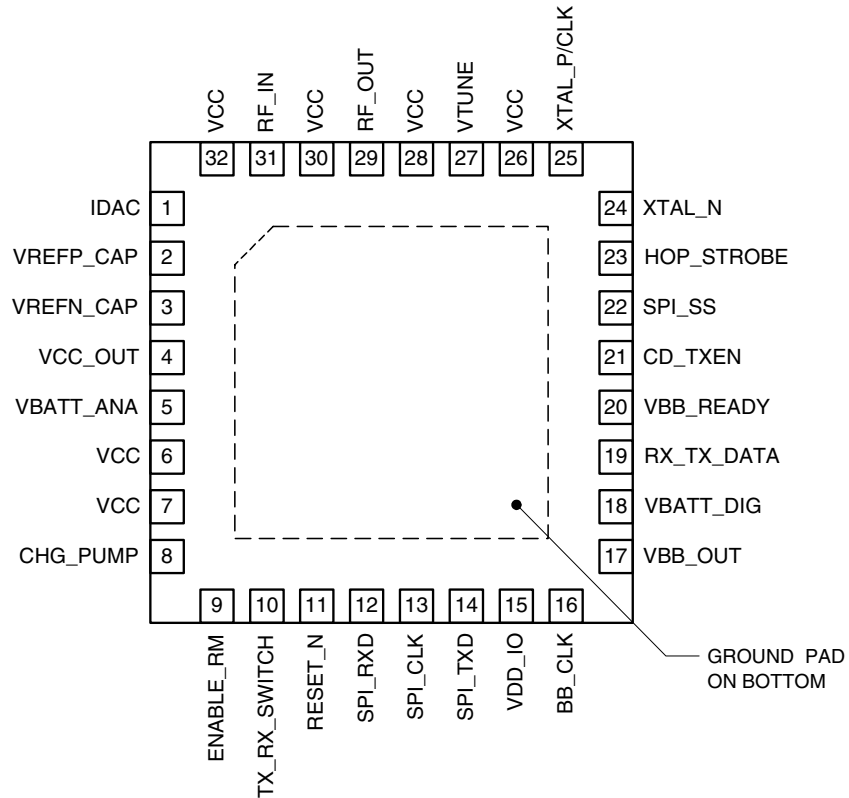 VCC
RF_IN
VCC
RF_OUT
VCC
VTUNE
VCC
XTAL_P/CLK
32 31 30 29 28 27 26 25
IDAC 1
VREFP_CAP 2
VREFN_CAP 3
VCC_OUT 4
VBATT_ANA 5
VCC 6
VCC 7
CHG_PUMP 8
24 XTAL_N
23 HOP_STROBE
22 SPI_SS
21 CD_TXEN
20 VBB_READY
19 RX_TX_DATA
18 VBATT_DIG
17 VBB_OUT
9 10 11 12 13 14 15 16
ENABLE_RM
TX_RX_SWITCH
RESET_N
SPI_RXD
SPI_CLK
SPI_TXD
VDD_IO
BB_CLK
GROUND PAD
ON BOTTOM